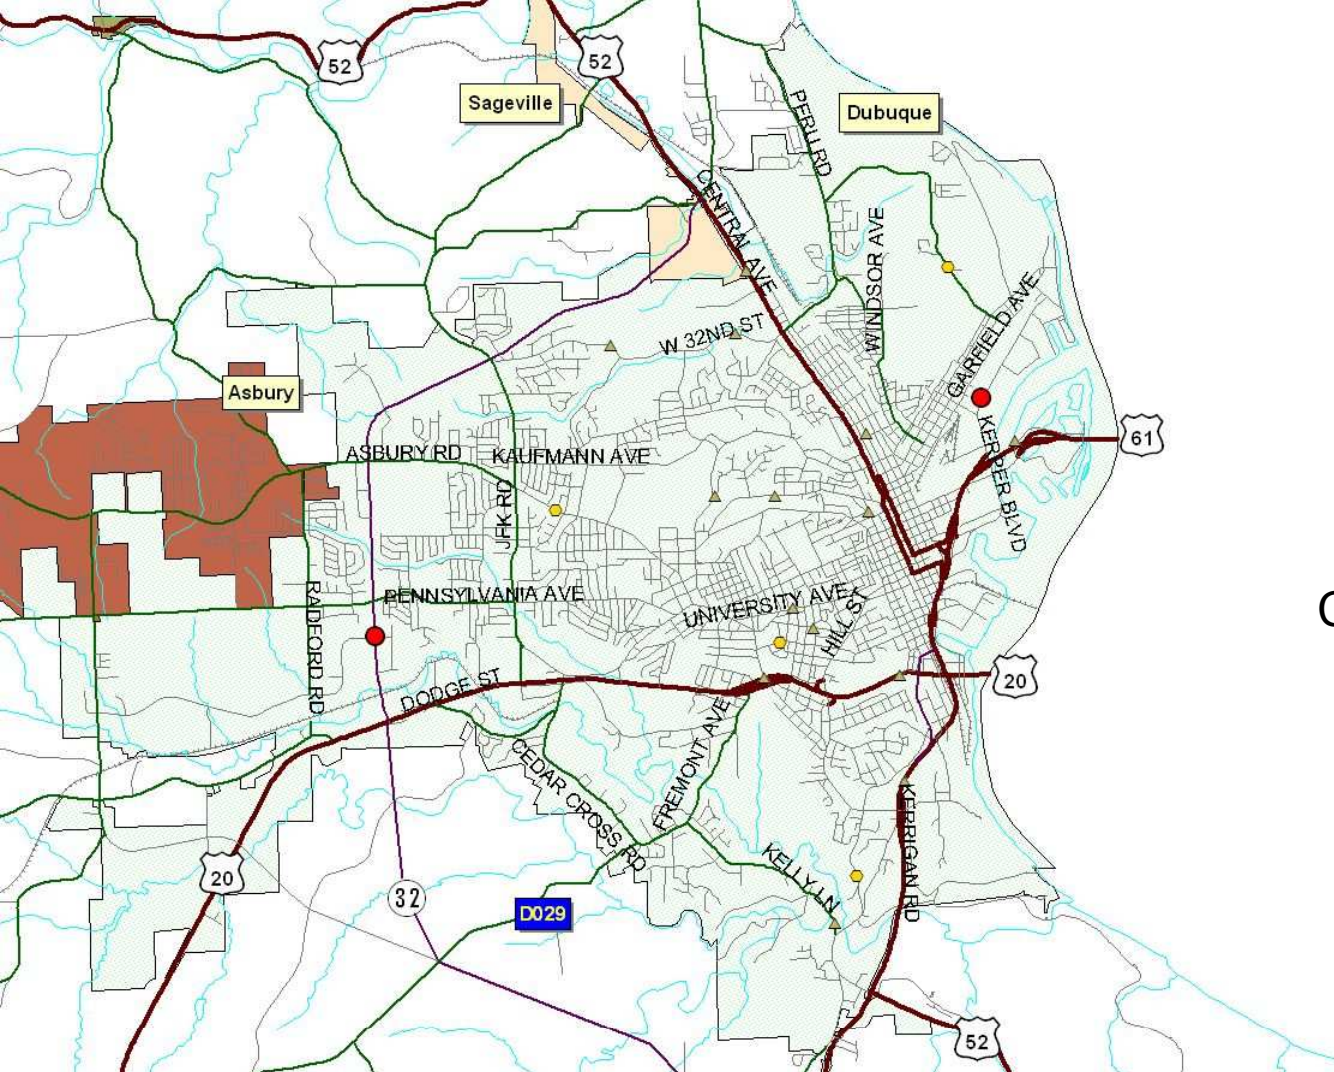 52
52
Sageville
Dubuque
PERU RD
CENTRAL AVE
WINDSOR AVE
GARFIELD AVE
W 32ND ST
Asbury
61
ASBURY RD
KAUFMANN AVE
JFK RD
KERPER BLVD
PENNSYLVANIA AVE
UNIVERSITY AVE
HILL ST
RADFORD RD
DODGE ST
20
FREMONT AVE
CEDAR CROSS RD
KERRIGAN RD
KELLY LN
20
32
D029
52